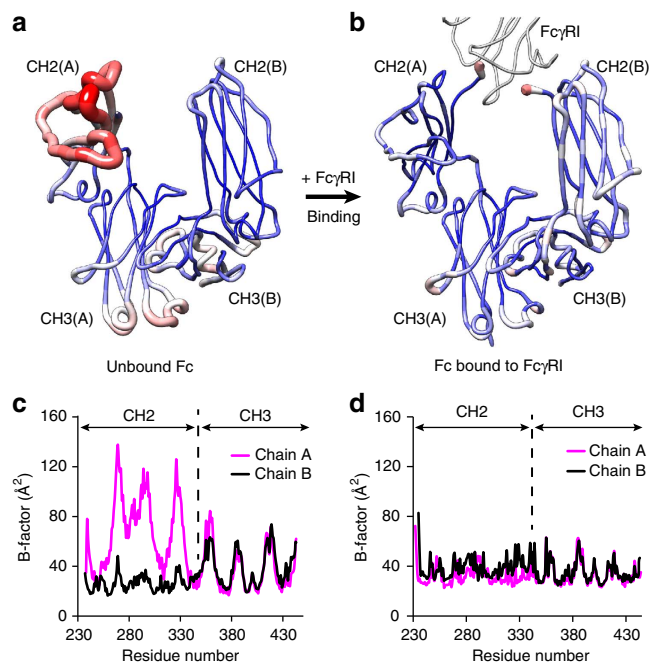 a
b
FcγRI
CH2(A)
CH2(B)
CH2(A)
CH2(B)
+ FcγRI
Binding
CH3(A)
CH3(B)
CH3(A)
CH3(B)
Unbound Fc
Fc bound to FcγRI
c
d
160
120
80
40
0
B-factor (Å²)
CH2
CH3
Chain A
Chain B
230
280
330
380
430
Residue number
160
120
80
40
0
B-factor (Å²)
CH2
CH3
Chain A
Chain B
230
280
330
380
430
Residue number